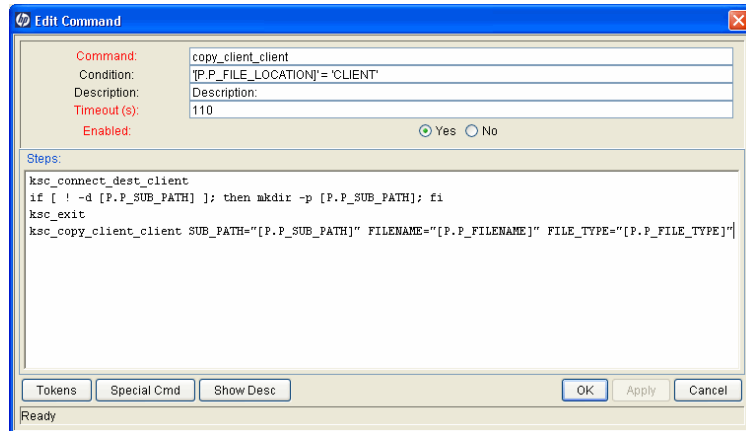 hp Edit Command
Command: copy_client_client
Condition: '[P.P_FILE_LOCATION]' = 'CLIENT'
Description: Description:
Timeout (s): 110
Enabled: Yes No
Steps:
ksc_connect_dest_client
if [ ! -d [P.P_SUB_PATH] ]; then mkdir -p [P.P_SUB_PATH]; fi
ksc_exit
ksc_copy_client_client SUB_PATH="[P.P_SUB_PATH]" FILENAME="[P.P_FILENAME]" FILE_TYPE="[P.P_FILE_TYPE]"
Tokens Special Cmd Show Desc OK Apply Cancel
Ready